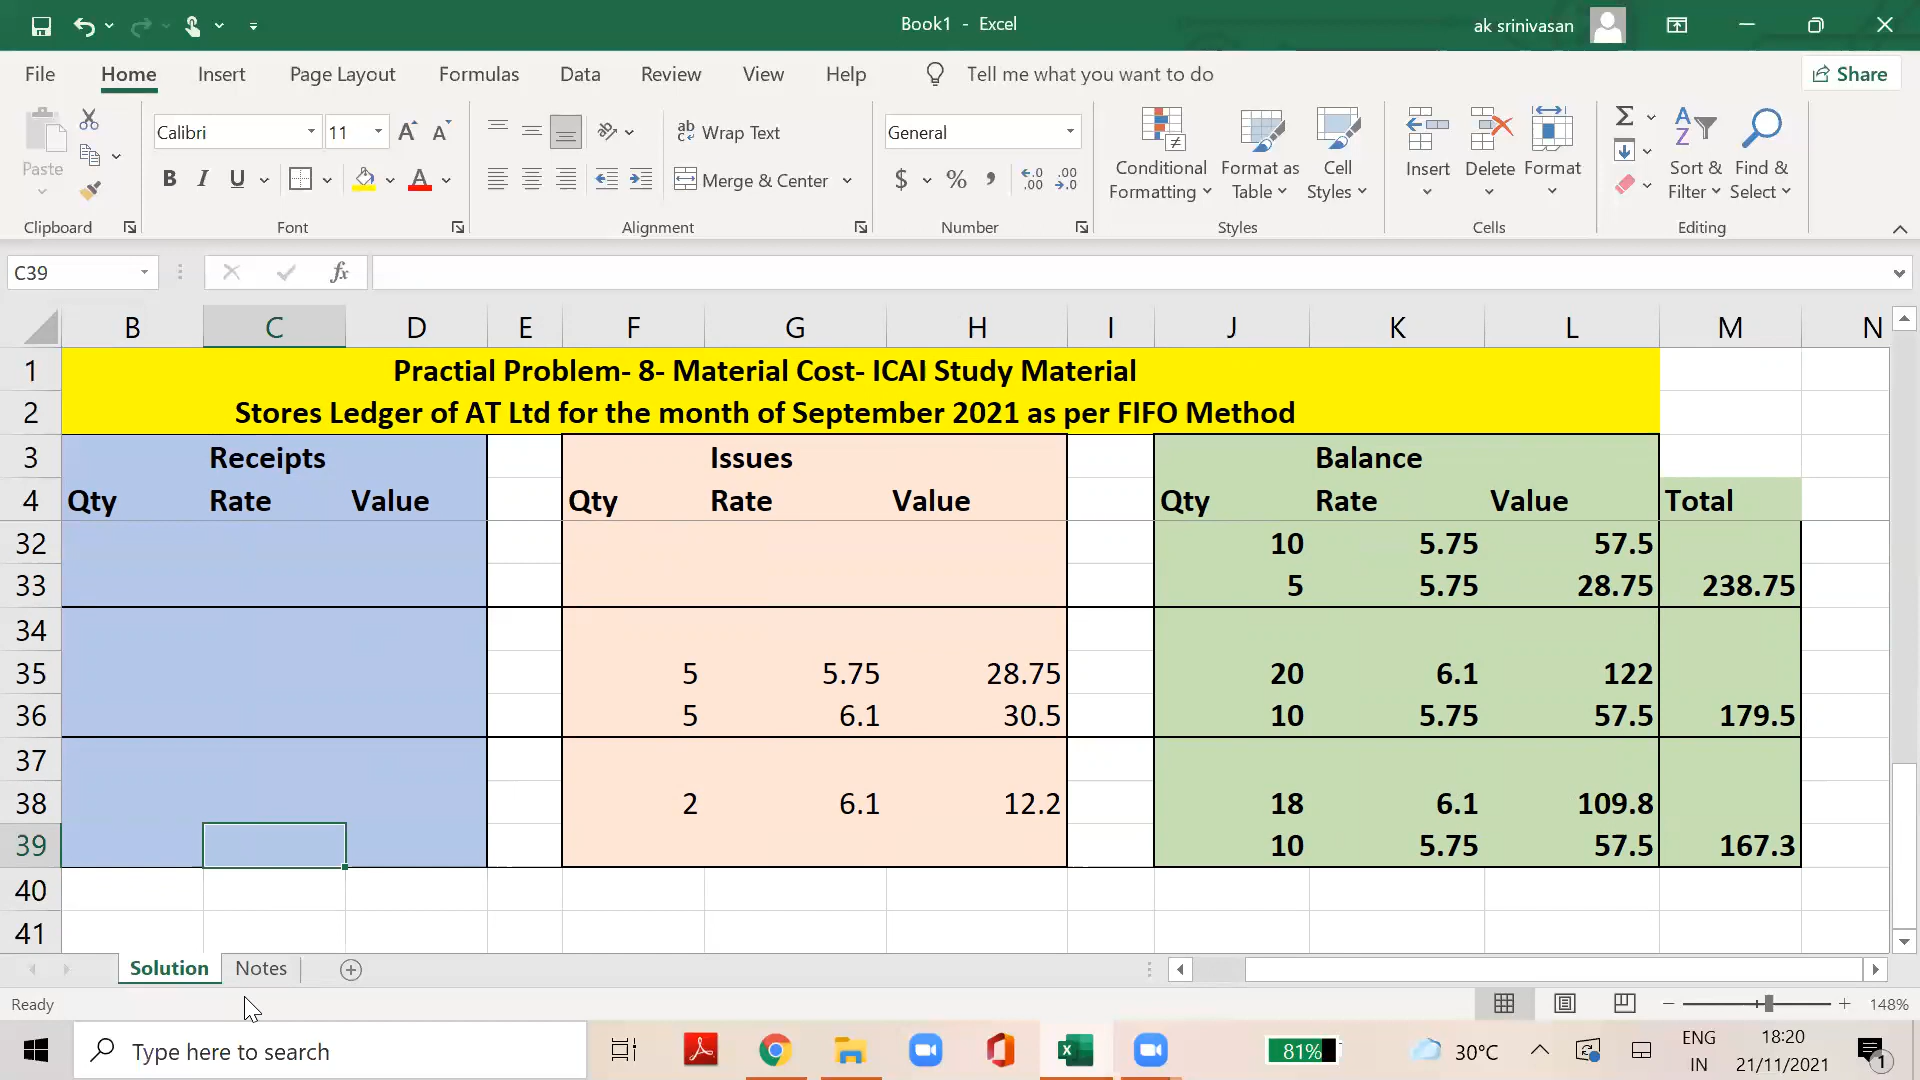 Book1 - Excel
ak srinivasan
File Home Insert Page Layout Formulas Data Review View Help Tell me what you want to do Share
Paste
Calibri 11
Wrap Text
Merge & Center
General
Conditional Formatting
Format as Table
Cell Styles
Insert
Delete
Format
Sort & Filter
Find & Select
Clipboard Font Alignment Number Styles Cells Editing
C39 fx
B C D E F G H I J K L M N
1 Practial Problem- 8- Material Cost- ICAI Study Material
2 Stores Ledger of AT Ltd for the month of September 2021 as per FIFO Method
3 Receipts Issues Balance
4 Qty Rate Value Qty Rate Value Qty Rate Value Total
32 10 5.75 57.5
33 5 5.75 28.75 238.75
34
35 5 5.75 28.75 20 6.1 122
36 5 6.1 30.5 10 5.75 57.5 179.5
37
38 2 6.1 12.2 18 6.1 109.8
39 10 5.75 57.5 167.3
40
41
Solution Notes
Ready 148%
Type here to search
81%
30°C
ENG
IN
18:20
21/11/2021
1